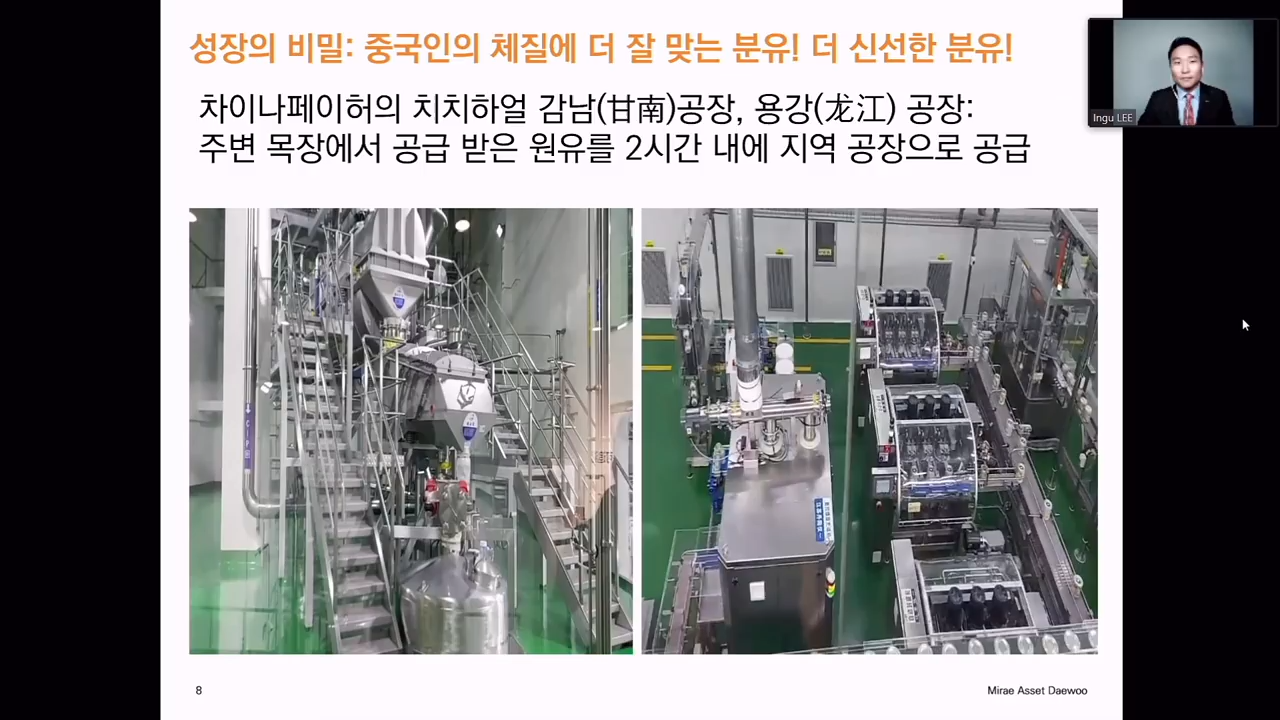 성장의 비밀: 중국인의 체질에 더 잘 맞는 분유! 더 신선한 분유!
차이나페이허의 치치하얼 감남(甘南)공장, 용강(龙江) 공장:
주변 목장에서 공급 받은 원유를 2시간 내에 지역 공장으로 공급
Ingu LEE
CIP
8
Mirae Asset Daewoo